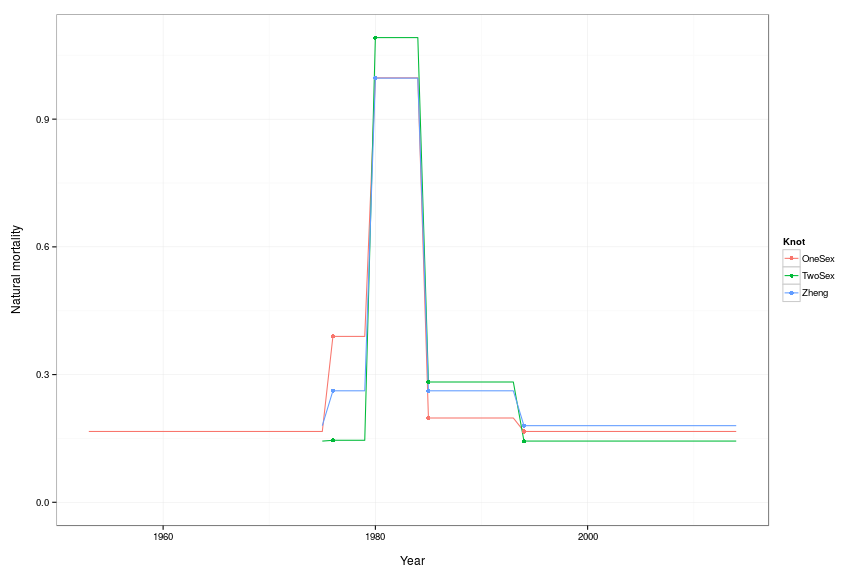 Natural mortality
0.9
0.6
0.3
0.0
1960
1980
2000
Year
Knot
OneSex
TwoSex
Zheng